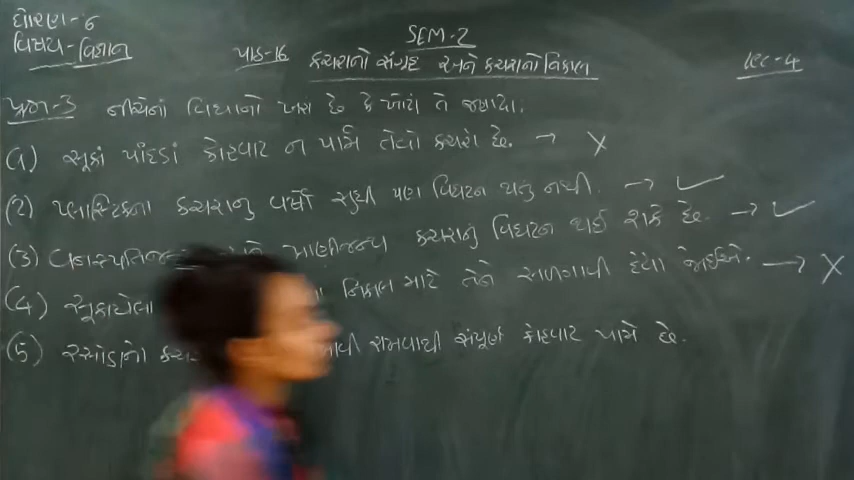 ધોરણ-6
વિષય-વિજ્ઞાન
SEM-2
પાઠ-16 કચરાનો સંગ્રહ અને કચરાનો નિકાલ
LEC-4
પ્રશ્ન-3 નીચેનાં વિધાનો ખરા છે કે ખોટાં તે જણાવો.
(1) સૂકાં પાંદડાં કોહવાટ ન પામે તેવો કચરો છે. → X
(2) પ્લાસ્ટિકના કચરાનું વર્ષો સુધી પણ વિઘટન થતું નથી. → ✓
(3) વનસ્પતિજન્ય પ્રાણીજન્ય કચરાનું વિઘટન થઈ શકે છે. → ✓
(4) સૂકાયેલા નિકાલ માટે તેને સળગાવી દેવા જોઈએ. → X
(5) રસોડાનો રાખવાથી સંપૂર્ણ કોહવાટ પામે છે.